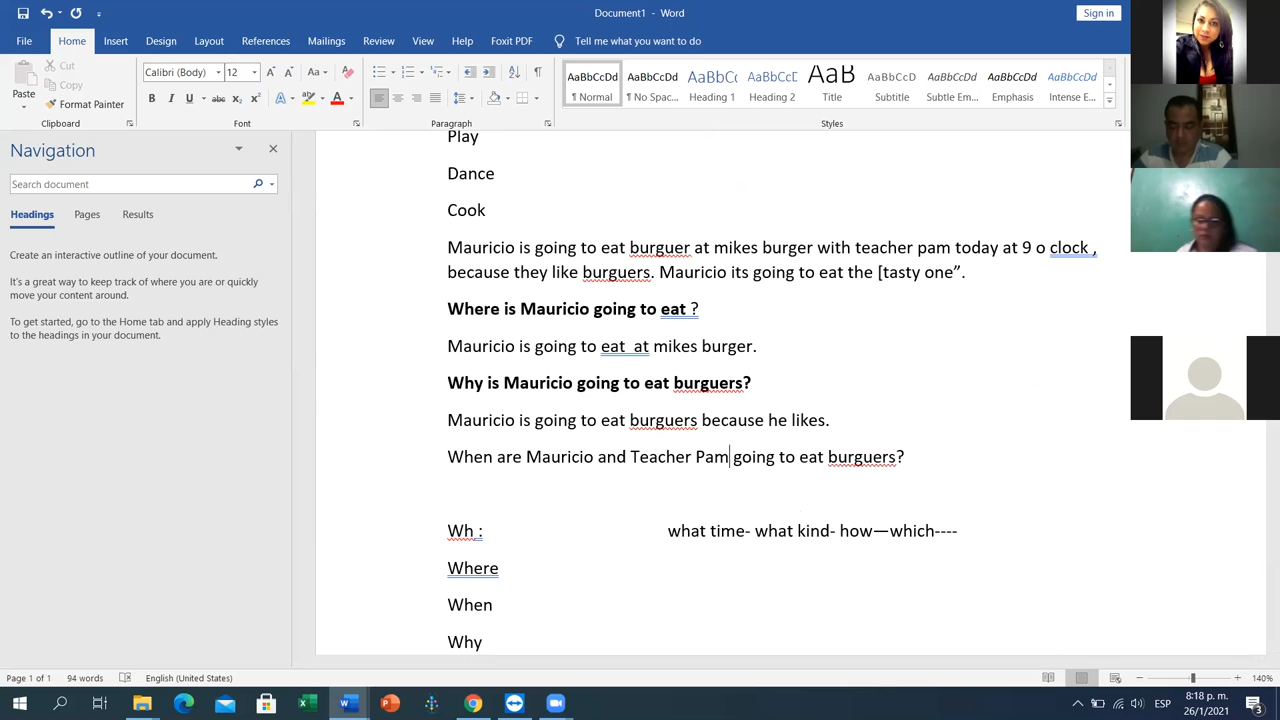 Document1 - Word
Sign in
File Home Insert Design Layout References Mailings Review View Help Foxit PDF Tell me what you want to do
Paste
Cut
Copy
Format Painter
Calibri (Body) 12
AaBbCcDd AaBbCcDd AaBbCc AaBbCcD AaB AaBbCcDd AaBbCcDd AaBbCcDd AaBbCcDd
¶ Normal ¶ No Spac... Heading 1 Heading 2 Title Subtitle Subtle Em... Emphasis Intense E...
Clipboard Font Paragraph Styles
Navigation
Search document
Headings Pages Results
Create an interactive outline of your document.
It's a great way to keep track of where you are or quickly
move your content around.
To get started, go to the Home tab and apply Heading styles
to the headings in your document.
Play
Dance
Cook
Mauricio is going to eat burguer at mikes burger with teacher pam today at 9 o clock ,
because they like burguers. Mauricio its going to eat the [tasty one”.
Where is Mauricio going to eat ?
Mauricio is going to eat  at mikes burger.
Why is Mauricio going to eat burguers?
Mauricio is going to eat burguers because he likes.
When are Mauricio and Teacher Pam going to eat burguers?
Wh : what time- what kind- how—which----
Where
When
Why
Page 1 of 1 94 words English (United States) 140%
ESP
8:18 p. m.
26/1/2021
3